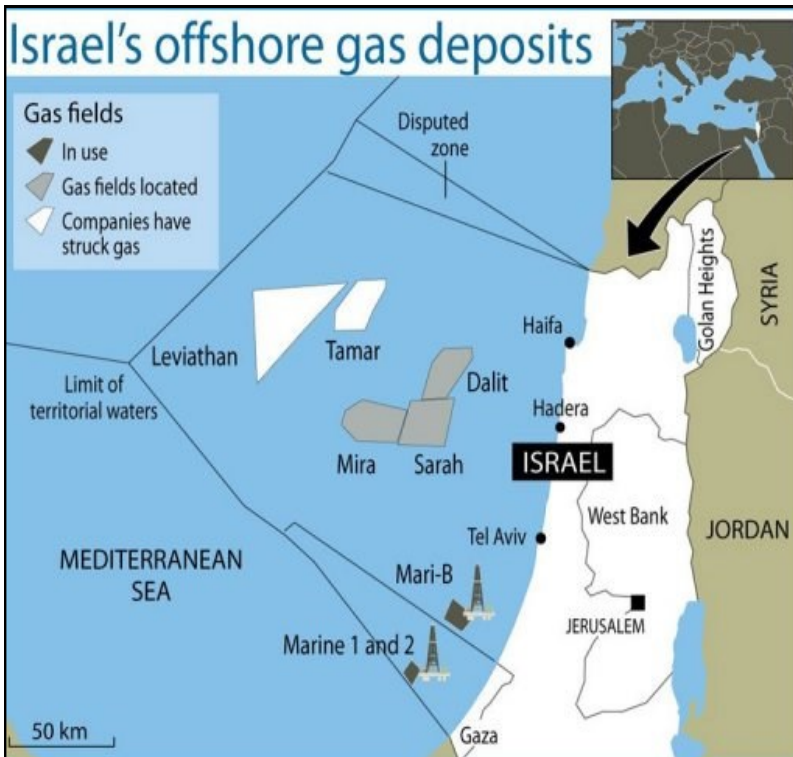 Israel's offshore gas deposits
Gas fields
In use
Gas fields located
Companies have
struck gas
Disputed
zone
Golan Heights
SYRIA
Haifa
Leviathan
Tamar
Limit of
territorial waters
Dalit
Hadera
Mira
Sarah
ISRAEL
West Bank
JORDAN
Tel Aviv
MEDITERRANEAN
SEA
Mari-B
JERUSALEM
Marine 1 and 2
50 km
Gaza